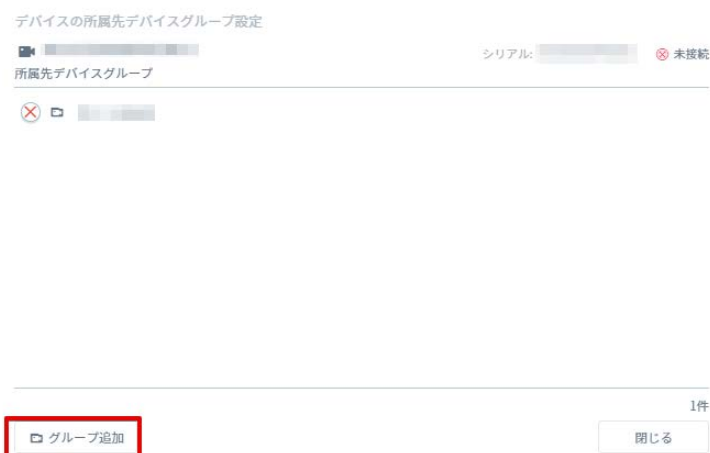 デバイスの所属先デバイスグループ設定
シリアル: 未接続
所属先デバイスグループ
1件
グループ追加 閉じる